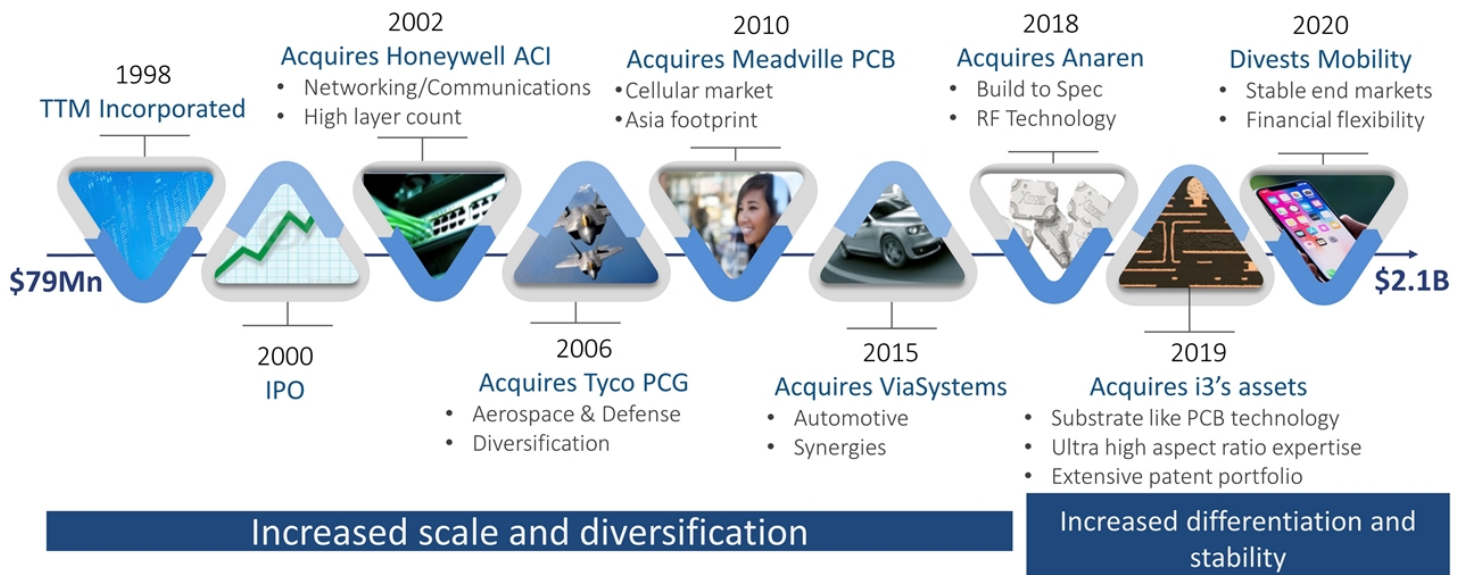 1998
TTM Incorporated
2002
Acquires Honeywell ACI
• Networking/Communications
• High layer count
2010
Acquires Meadville PCB
•Cellular market
•Asia footprint
2018
Acquires Anaren
• Build to Spec
• RF Technology
2020
Divests Mobility
• Stable end markets
• Financial flexibility
$79Mn
$2.1B
2000
IPO
2006
Acquires Tyco PCG
• Aerospace & Defense
• Diversification
2015
Acquires ViaSystems
• Automotive
• Synergies
2019
Acquires i3’s assets
• Substrate like PCB technology
• Ultra high aspect ratio expertise
• Extensive patent portfolio
Increased scale and diversification
Increased differentiation and
stability